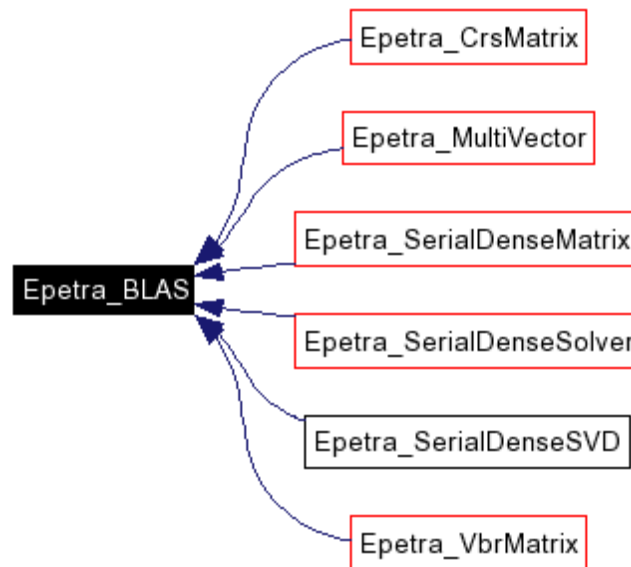 Epetra_CrsMatrix
Epetra_MultiVector
Epetra_SerialDenseMatrix
Epetra_BLAS
Epetra_SerialDenseSolver
Epetra_SerialDenseSVD
Epetra_VbrMatrix